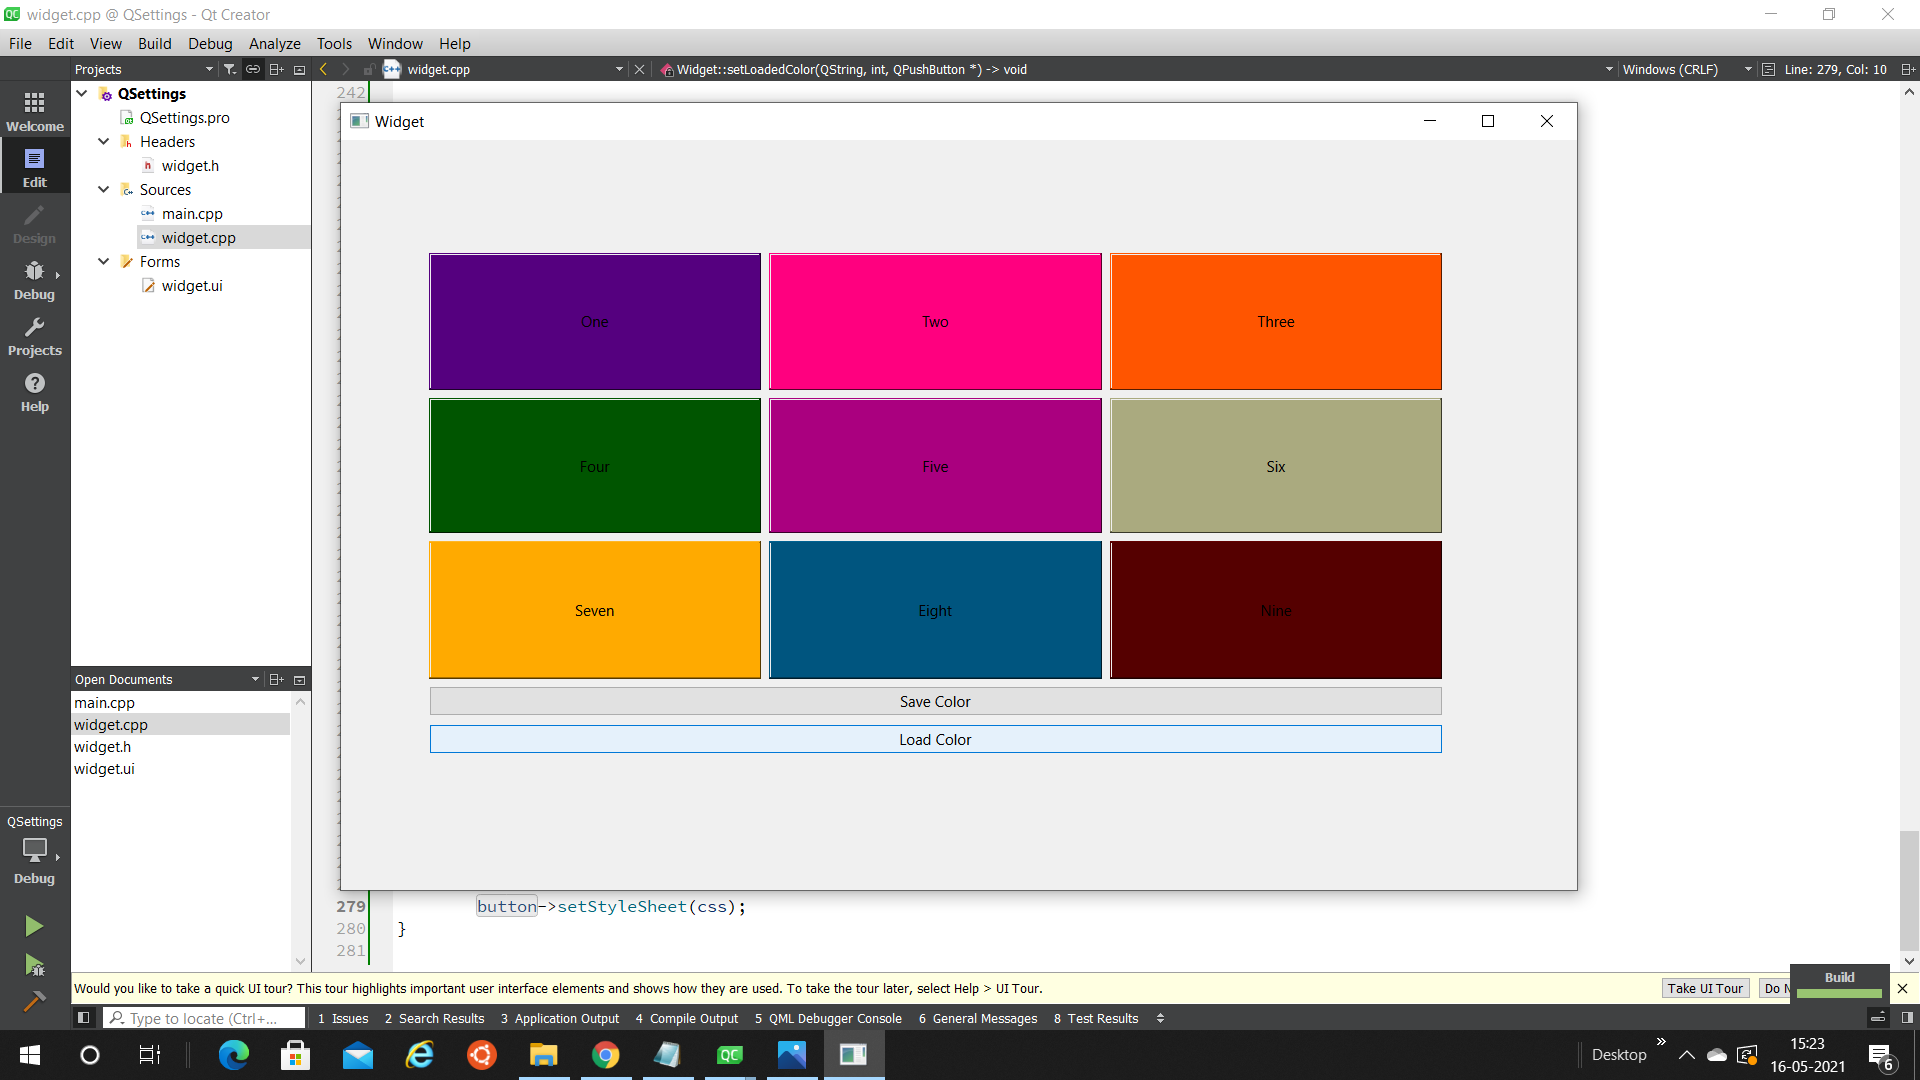 widget.cpp @ QSettings - Qt Creator
File Edit View Build Debug Analyze Tools Window Help
Projects widget.cpp Widget::setLoadedColor(QString, int, QPushButton *) -> void Windows (CRLF) Line: 279, Col: 10
Welcome
Edit
Design
Debug
Projects
Help
QSettings
QSettings.pro
Headers
widget.h
Sources
main.cpp
widget.cpp
Forms
widget.ui
242
Widget
One Two Three
Four Five Six
Seven Eight Nine
Save Color
Load Color
Open Documents
main.cpp
widget.cpp
widget.h
widget.ui
QSettings
Debug
279 button->setStyleSheet(css);
280 }
281
Would you like to take a quick UI tour? This tour highlights important user interface elements and shows how they are used. To take the tour later, select Help > UI Tour. Take UI Tour Do
Build
Type to locate (Ctrl+... 1 Issues 2 Search Results 3 Application Output 4 Compile Output 5 QML Debugger Console 6 General Messages 8 Test Results
Desktop
15:23
16-05-2021
6